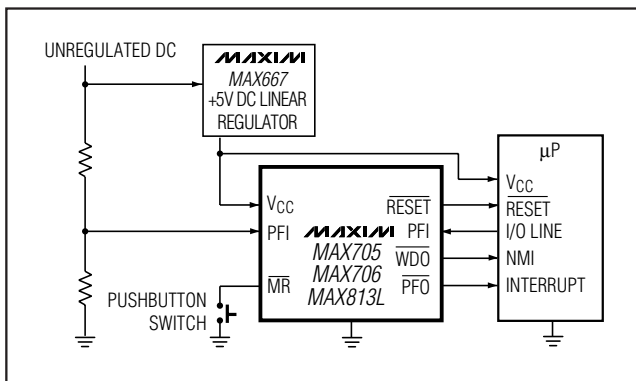 UNREGULATED DC
MAXIM
MAX667
+5V DC LINEAR
REGULATOR
µP
VCC
RESET
I/O LINE
NMI
INTERRUPT
VCC
PFI
MR
MAXIM
MAX705
MAX706
MAX813L
RESET
PFI
WDO
PFO
PUSHBUTTON
SWITCH